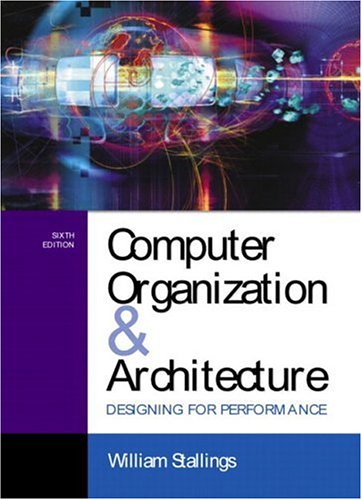 SIXTH
EDITION
Computer
Organization
&
Architecture
DESIGNING FOR PERFORMANCE
William Stallings